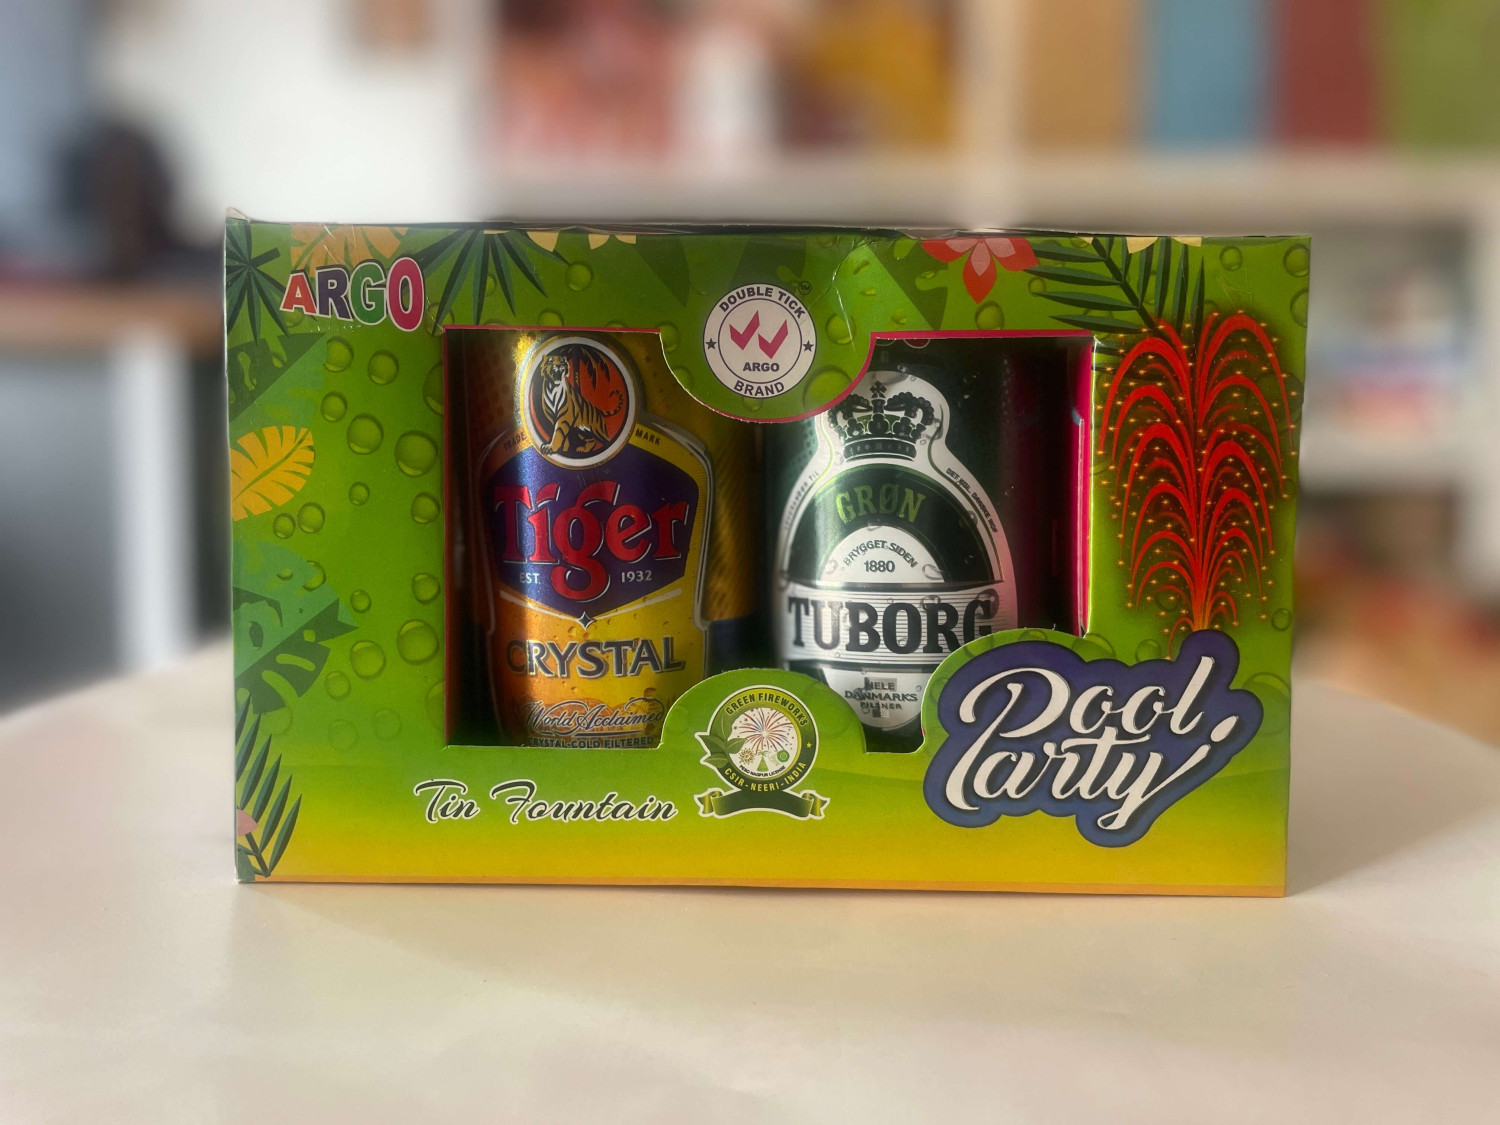 ARGO
DOUBLE TICK
ARGO
BRAND
TRADE MARK
Tiger
EST. 1932
CRYSTAL
World Acclaimed
CRYSTAL-COLD FILTERED
GRØN
BRYGGET SIDEN
1880
TUBORG
HELE
DANMARKS
PILSNER
Pool
Party
Tin Fountain
GREEN FIREWORKS
CSIR-NEERI-INDIA